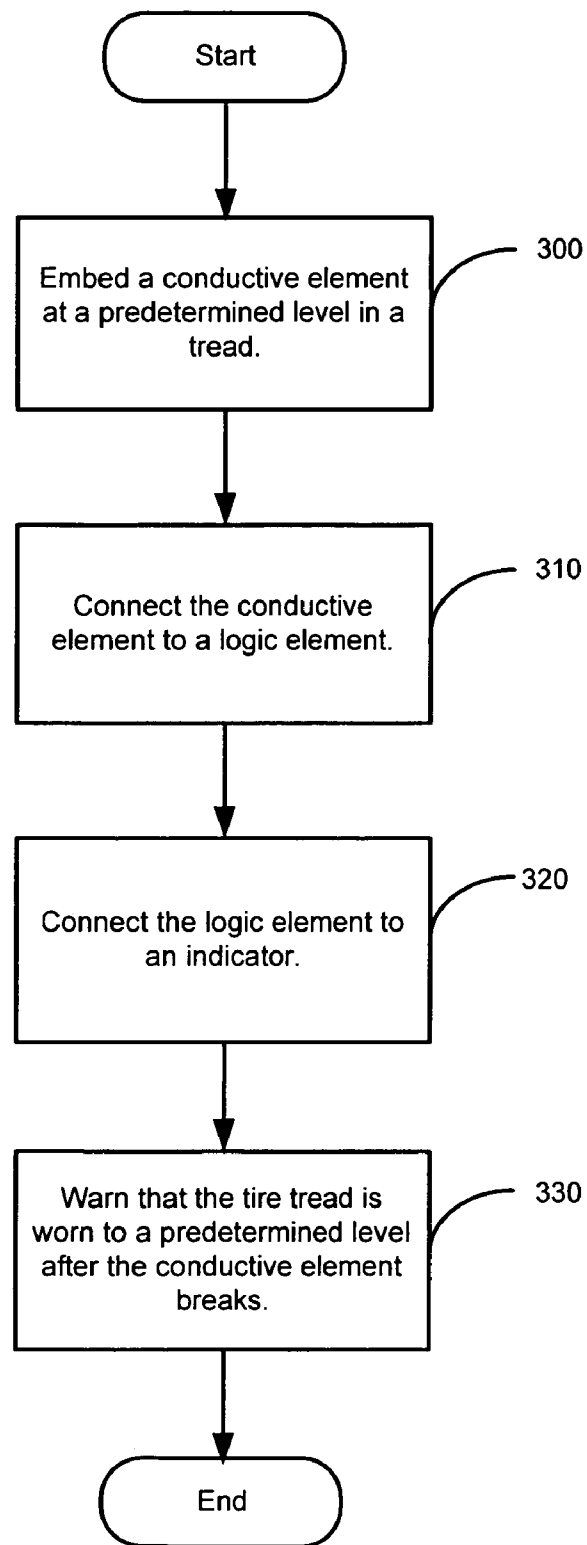 Start
Embed a conductive element
at a predetermined level in a
tread.
300
Connect the conductive
element to a logic element.
310
Connect the logic element to
an indicator.
320
Warn that the tire tread is
worn to a predetermined level
after the conductive element
breaks.
330
End